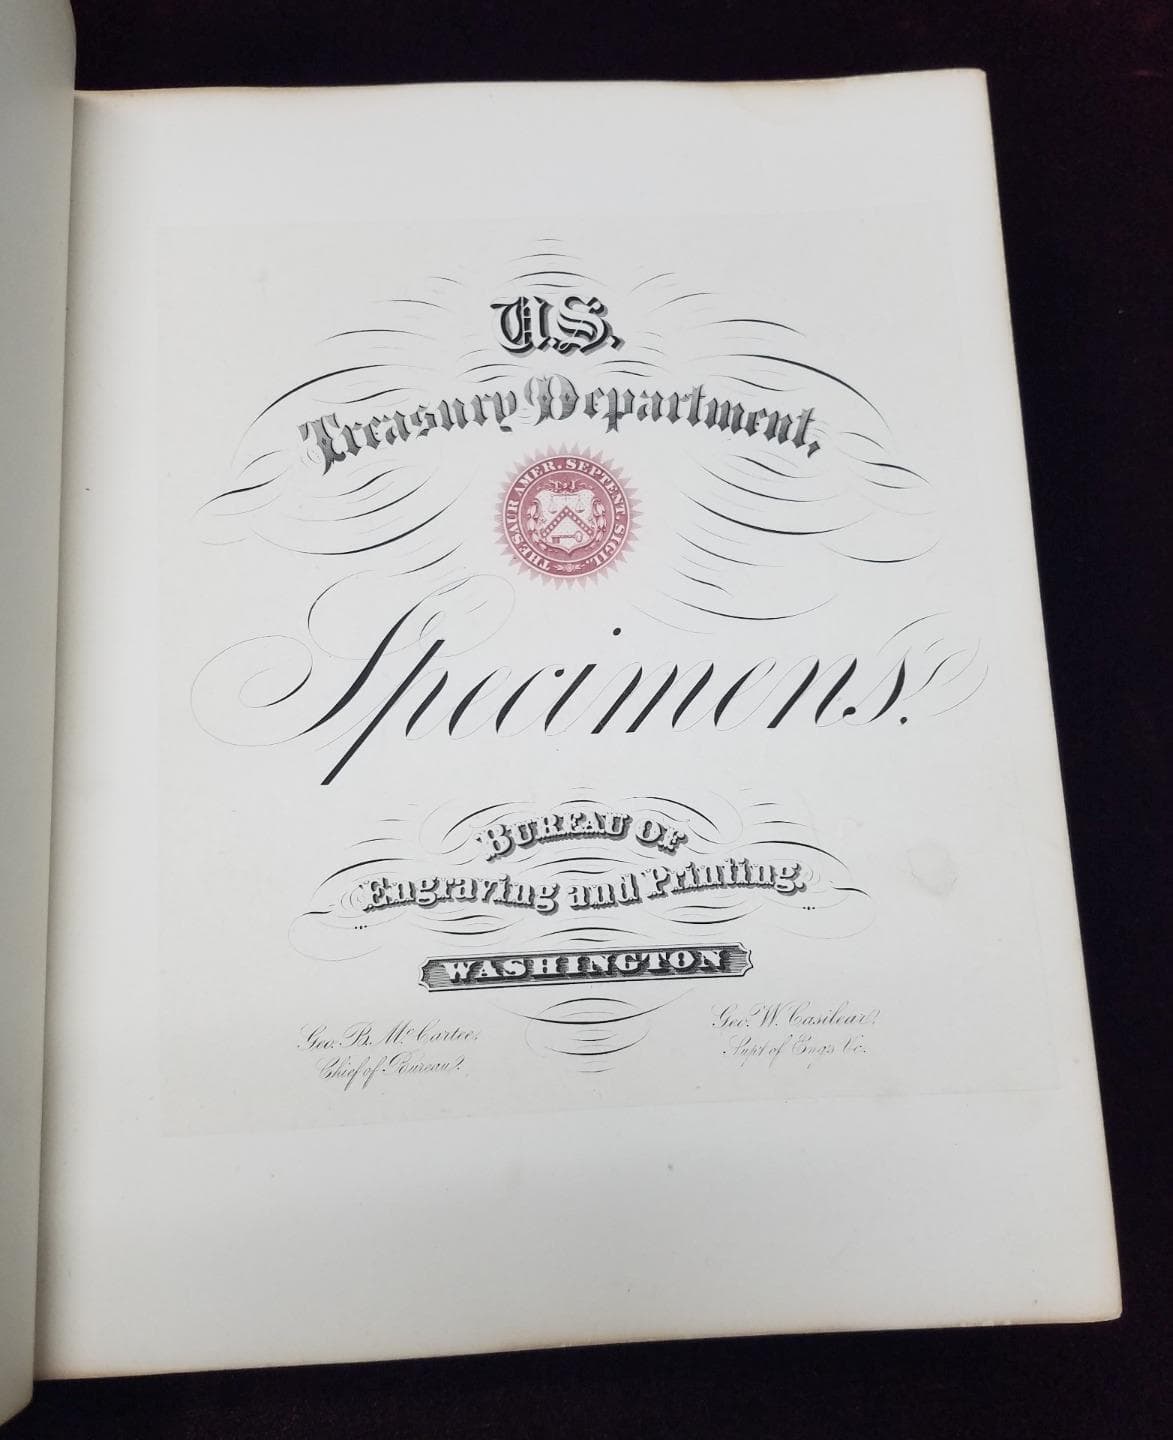 U.S.
Treasury Department,
THESAUR. AMER. SEPTENT. SIGIL.
Specimens.
BUREAU OF
Engraving and Printing.
WASHINGTON
Geo. B. McCartee,
Chief of Bureau.
Geo. W. Casilear,
Supt of Engs &c.